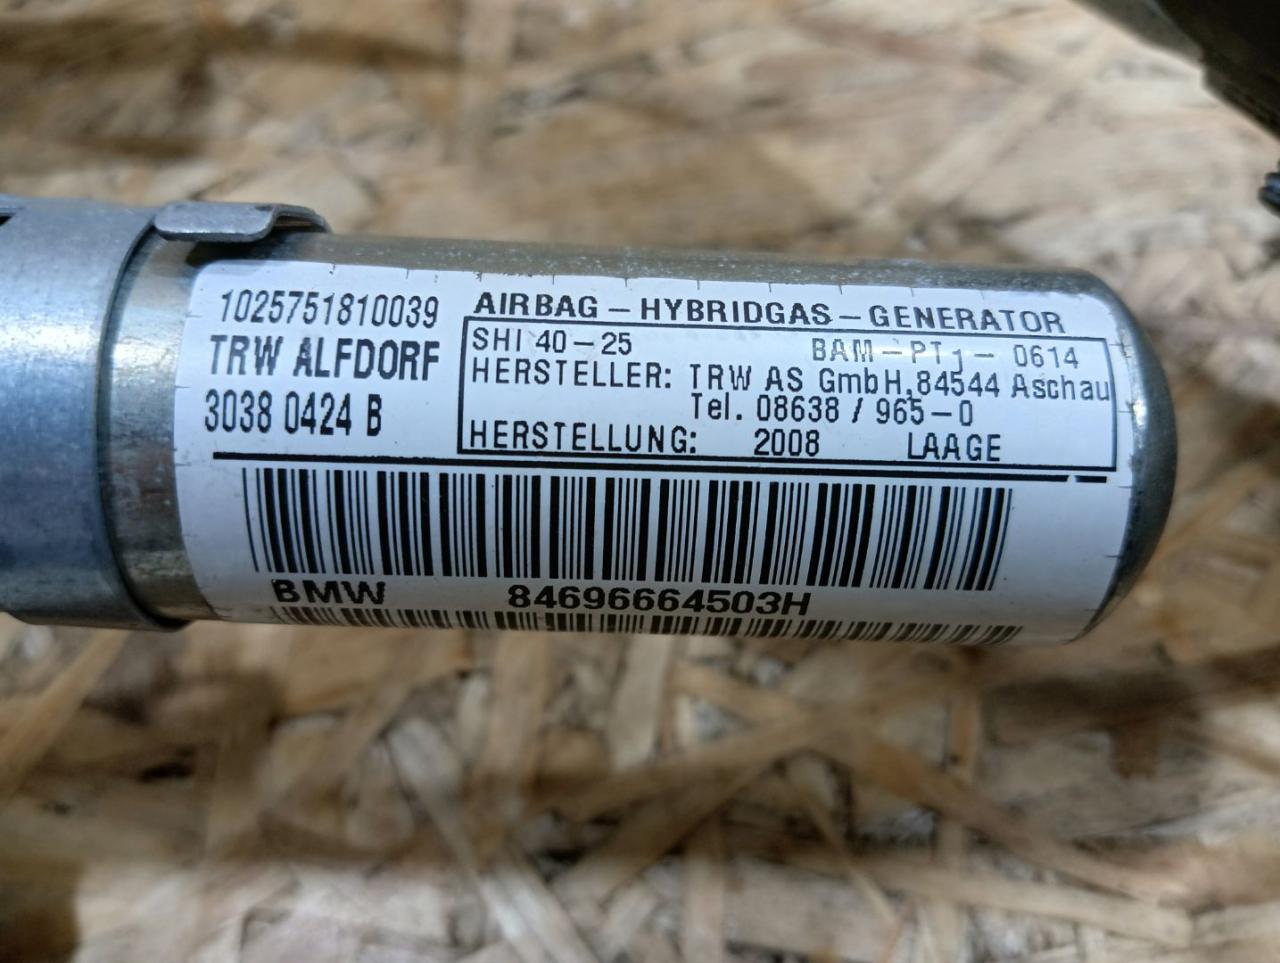 1025751810039
TRW ALFDORF
3038 0424 B
AIRBAG - HYBRIDGAS - GENERATOR
SHI 40 - 25 BAM - PT1 - 0614
HERSTELLER: TRW AS GmbH, 84544 Aschau
Tel. 08638 / 965 - 0
HERSTELLUNG: 2008 LAAGE
BMW 84696664503H